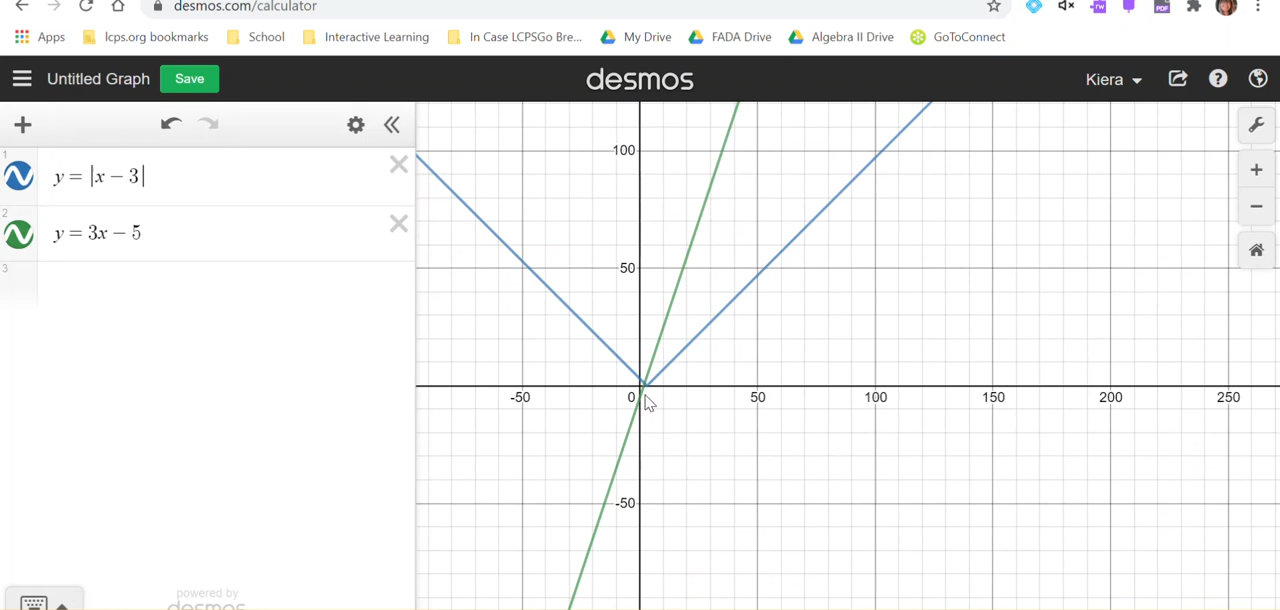 desmos.com/calculator
rw
PDF
Apps lcps.org bookmarks School Interactive Learning In Case LCPSGo Bre... My Drive FADA Drive Algebra II Drive GoToConnect
Untitled Graph Save desmos Kiera ?
1
y = |x − 3|
2
y = 3x − 5
3
100
50
-50 0 50 100 150 200 250
-50
powered by
desmos